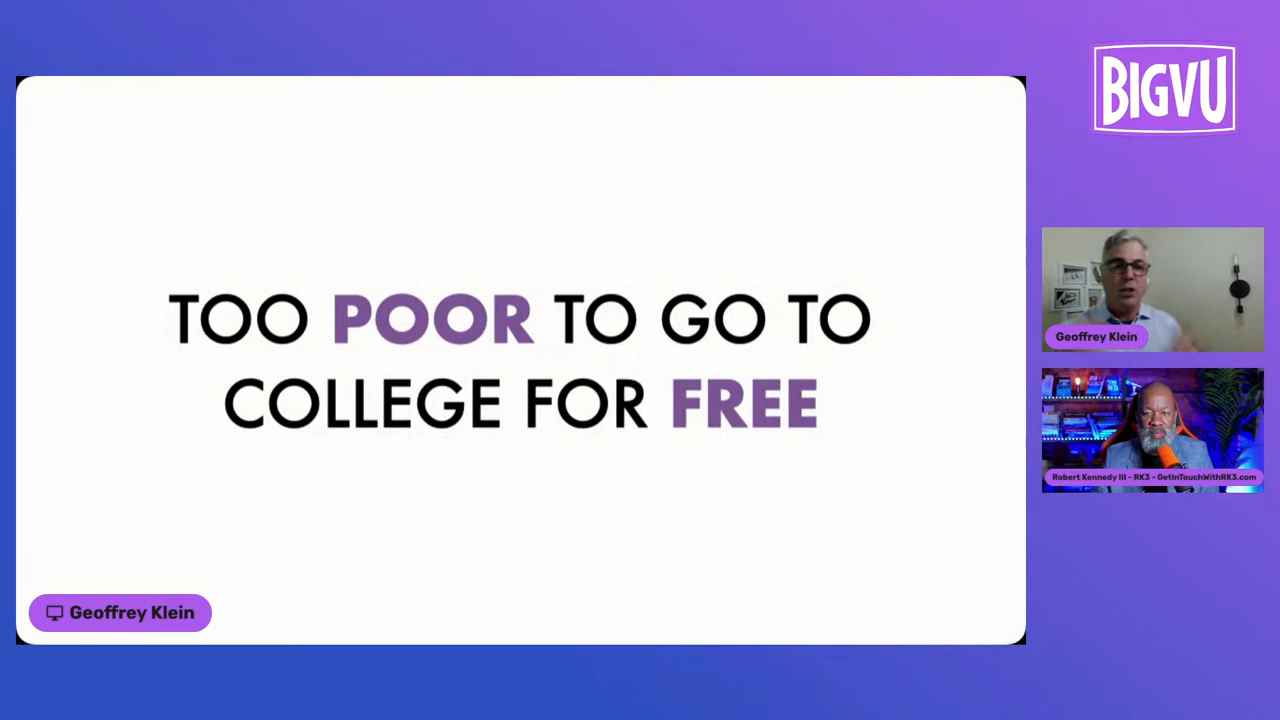 BIGVU
TOO POOR TO GO TO
COLLEGE FOR FREE
Geoffrey Klein
Geoffrey Klein
Robert Kennedy III - RK3 - GetInTouchWithRK3.com